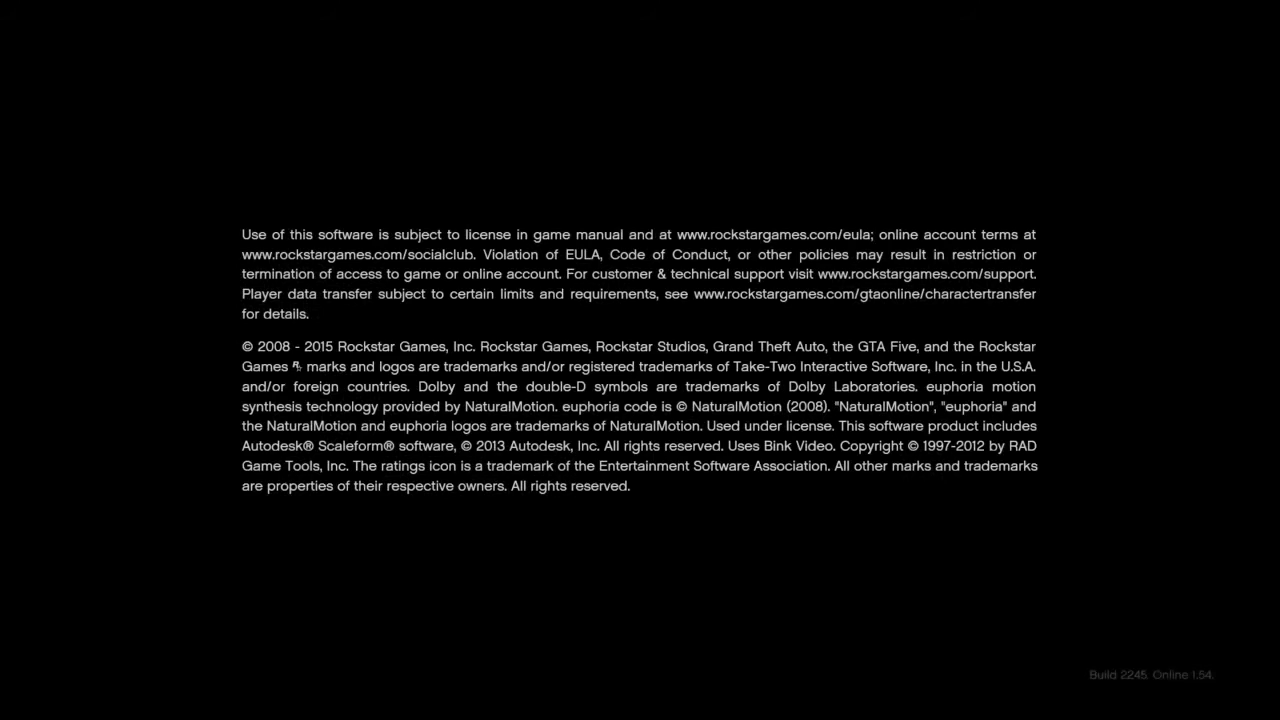 Use of this software is subject to license in game manual and at www.rockstargames.com/eula; online account terms at
www.rockstargames.com/socialclub. Violation of EULA, Code of Conduct, or other policies may result in restriction or
termination of access to game or online account. For customer & technical support visit www.rockstargames.com/support.
Player data transfer subject to certain limits and requirements, see www.rockstargames.com/gtaonline/charactertransfer
for details.
© 2008 - 2015 Rockstar Games, Inc. Rockstar Games, Rockstar Studios, Grand Theft Auto, the GTA Five, and the Rockstar
Games R* marks and logos are trademarks and/or registered trademarks of Take-Two Interactive Software, Inc. in the U.S.A.
and/or foreign countries. Dolby and the double-D symbols are trademarks of Dolby Laboratories. euphoria motion
synthesis technology provided by NaturalMotion. euphoria code is © NaturalMotion (2008). "NaturalMotion", "euphoria" and
the NaturalMotion and euphoria logos are trademarks of NaturalMotion. Used under license. This software product includes
Autodesk® Scaleform® software, © 2013 Autodesk, Inc. All rights reserved. Uses Bink Video. Copyright © 1997-2012 by RAD
Game Tools, Inc. The ratings icon is a trademark of the Entertainment Software Association. All other marks and trademarks
are properties of their respective owners. All rights reserved.
Build 2245. Online 1.54.